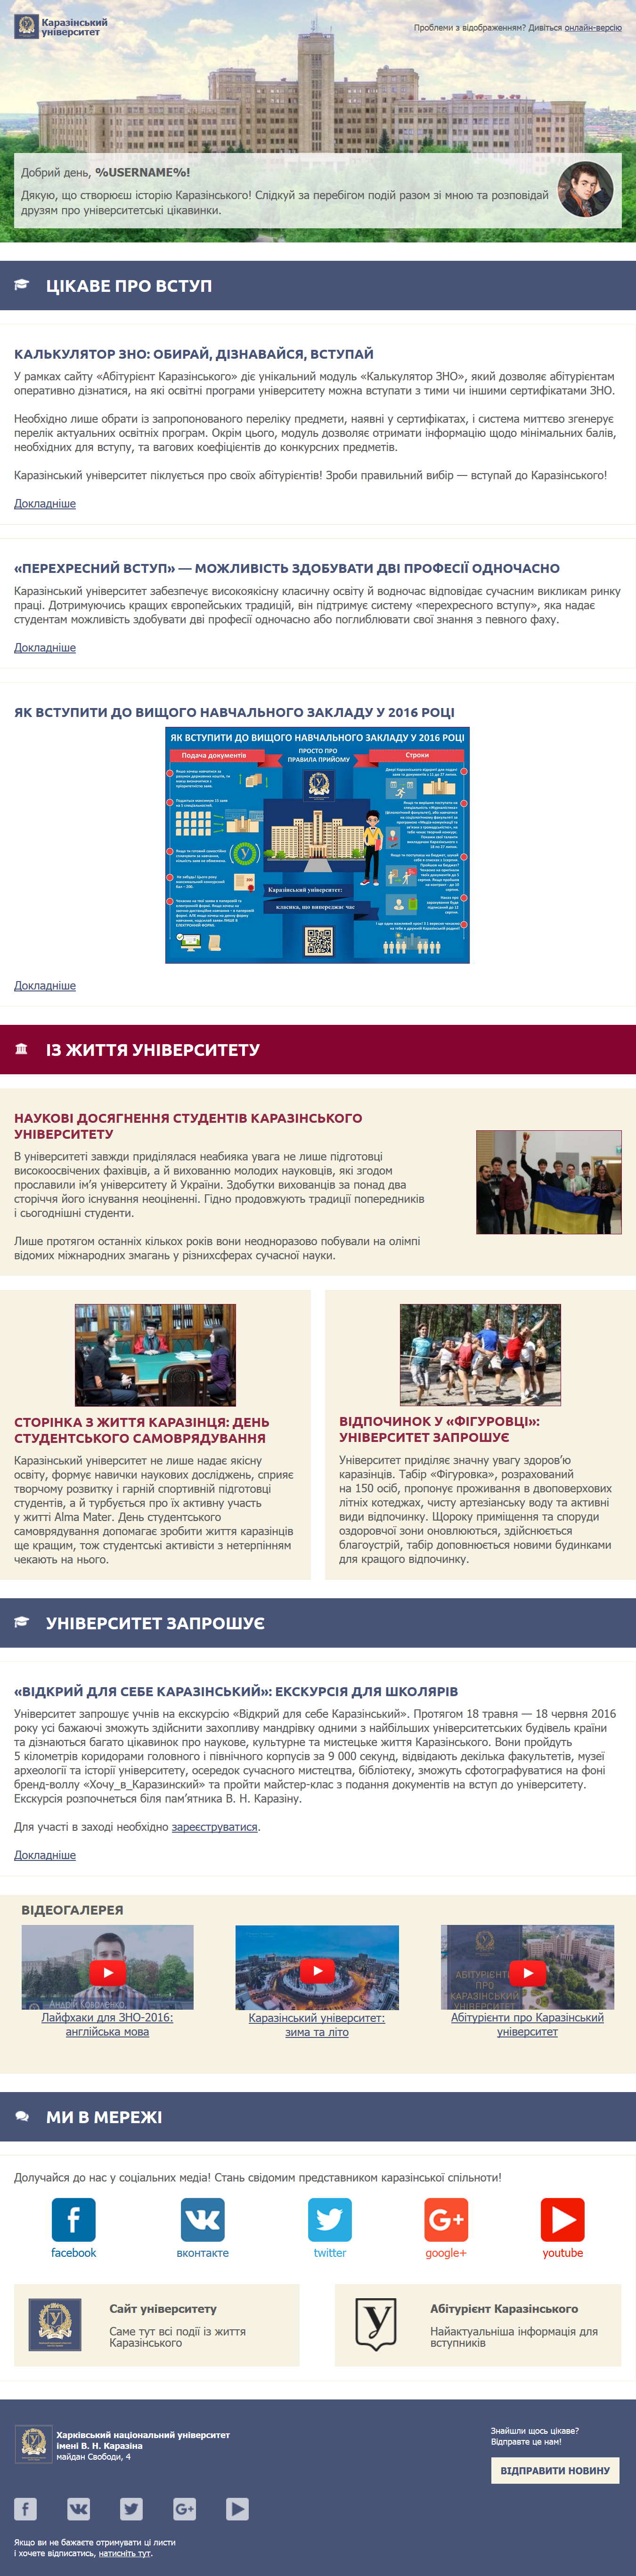 Каразінський
університет
Проблеми з відображенням? Дивіться онлайн-версію
Добрий день, %USERNAME%!
Дякую, що створюєш історію Каразінського! Слідкуй за перебігом подій разом зі мною та розповідай
друзям про університетські цікавинки.
ЦІКАВЕ ПРО ВСТУП
КАЛЬКУЛЯТОР ЗНО: ОБИРАЙ, ДІЗНАВАЙСЯ, ВСТУПАЙ
У рамках сайту «Абітурієнт Каразінського» діє унікальний модуль «Калькулятор ЗНО», який дозволяє абітурієнтам
оперативно дізнатися, на які освітні програми університету можна вступати з тими чи іншими сертифікатами ЗНО.
Необхідно лише обрати із запропонованого переліку предмети, наявні у сертифікатах, і система миттєво згенерує
перелік актуальних освітніх програм. Окрім цього, модуль дозволяє отримати інформацію щодо мінімальних балів,
необхідних для вступу, та вагових коефіцієнтів до конкурсних предметів.
Каразінський університет піклується про своїх абітурієнтів! Зроби правильний вибір — вступай до Каразінського!
Докладніше
«ПЕРЕХРЕСНИЙ ВСТУП» — МОЖЛИВІСТЬ ЗДОБУВАТИ ДВІ ПРОФЕСІЇ ОДНОЧАСНО
Каразінський університет забезпечує високоякісну класичну освіту й водночас відповідає сучасним викликам ринку
праці. Дотримуючись кращих європейських традицій, він підтримує систему «перехресного вступу», яка надає
студентам можливість здобувати дві професії одночасно або поглиблювати свої знання з певного фаху.
Докладніше
ЯК ВСТУПИТИ ДО ВИЩОГО НАВЧАЛЬНОГО ЗАКЛАДУ У 2016 РОЦІ
ЯК ВСТУПИТИ ДО ВИЩОГО НАВЧАЛЬНОГО ЗАКЛАДУ У 2016 РОЦІ
Подача документів
ПРОСТО ПРО
ПРАВИЛА ПРИЙОМУ
Строки
Каразінський університет:
класика, що випереджає час
Докладніше
ІЗ ЖИТТЯ УНІВЕРСИТЕТУ
НАУКОВІ ДОСЯГНЕННЯ СТУДЕНТІВ КАРАЗІНСЬКОГО
УНІВЕРСИТЕТУ
В університеті завжди приділялася неабияка увага не лише підготовці
високоосвічених фахівців, а й вихованню молодих науковців, які згодом
прославили ім’я університету й України. Здобутки вихованців за понад два
сторіччя його існування неоціненні. Гідно продовжують традиції попередників
і сьогоднішні студенти.
Лише протягом останніх кількох років вони неодноразово побували на олімпі
відомих міжнародних змагань у різнихсферах сучасної науки.
СТОРІНКА З ЖИТТЯ КАРАЗІНЦЯ: ДЕНЬ
СТУДЕНТСЬКОГО САМОВРЯДУВАННЯ
Каразінський університет не лише надає якісну
освіту, формує навички наукових досліджень, сприяє
творчому розвитку і гарній спортивній підготовці
студентів, а й турбується про їх активну участь
у житті Alma Mater. День студентського
самоврядування допомагає зробити життя каразінців
ще кращим, тож студентські активісти з нетерпінням
чекають на нього.
ВІДПОЧИНОК У «ФІГУРОВЦІ»:
УНІВЕРСИТЕТ ЗАПРОШУЄ
Університет приділяє значну увагу здоров’ю
каразінців. Табір «Фігуровка», розрахований
на 150 осіб, пропонує проживання в двоповерхових
літніх котеджах, чисту артезіанську воду та активні
види відпочинку. Щороку приміщення та споруди
оздоровчої зони оновлюються, здійснюється
благоустрій, табір доповнюється новими будинками
для кращого відпочинку.
УНІВЕРСИТЕТ ЗАПРОШУЄ
«ВІДКРИЙ ДЛЯ СЕБЕ КАРАЗІНСЬКИЙ»: ЕКСКУРСІЯ ДЛЯ ШКОЛЯРІВ
Університет запрошує учнів на екскурсію «Відкрий для себе Каразінський». Протягом 18 травня — 18 червня 2016
року усі бажаючі зможуть здійснити захопливу мандрівку одними з найбільших університетських будівель країни
та дізнаються багато цікавинок про наукове, культурне та мистецьке життя Каразінського. Вони пройдуть
5 кілометрів коридорами головного і північного корпусів за 9 000 секунд, відвідають декілька факультетів, музеї
археології та історії університету, осередок сучасного мистецтва, бібліотеку, зможуть сфотографуватися на фоні
бренд-воллу «Хочу_в_Каразинский» та пройти майстер-клас з подання документів на вступ до університету.
Екскурсія розпочнеться біля пам’ятника В. Н. Каразіну.
Для участі в заході необхідно зареєструватися.
Докладніше
ВІДЕОГАЛЕРЕЯ
Андрій Коваленко,
АБІТУРІЄНТИ
ПРО
КАРАЗІНСЬКИЙ
УНІВЕРСИТЕТ
Лайфхаки для ЗНО-2016:
англійська мова
Каразінський університет:
зима та літо
Абітурієнти про Каразінський
університет
МИ В МЕРЕЖІ
Долучайся до нас у соціальних медіа! Стань свідомим представником каразінської спільноти!
facebook
вконтакте
twitter
google+
youtube
Сайт університету
Саме тут всі події із життя
Каразінського
Абітурієнт Каразінського
Найактуальніша інформація для
вступників
Харківський національний університет
імені В. Н. Каразіна
майдан Свободи, 4
Знайшли щось цікаве?
Відправте це нам!
ВІДПРАВИТИ НОВИНУ
Якщо ви не бажаєте отримувати ці листи
і хочете відписатись, натисніть тут.